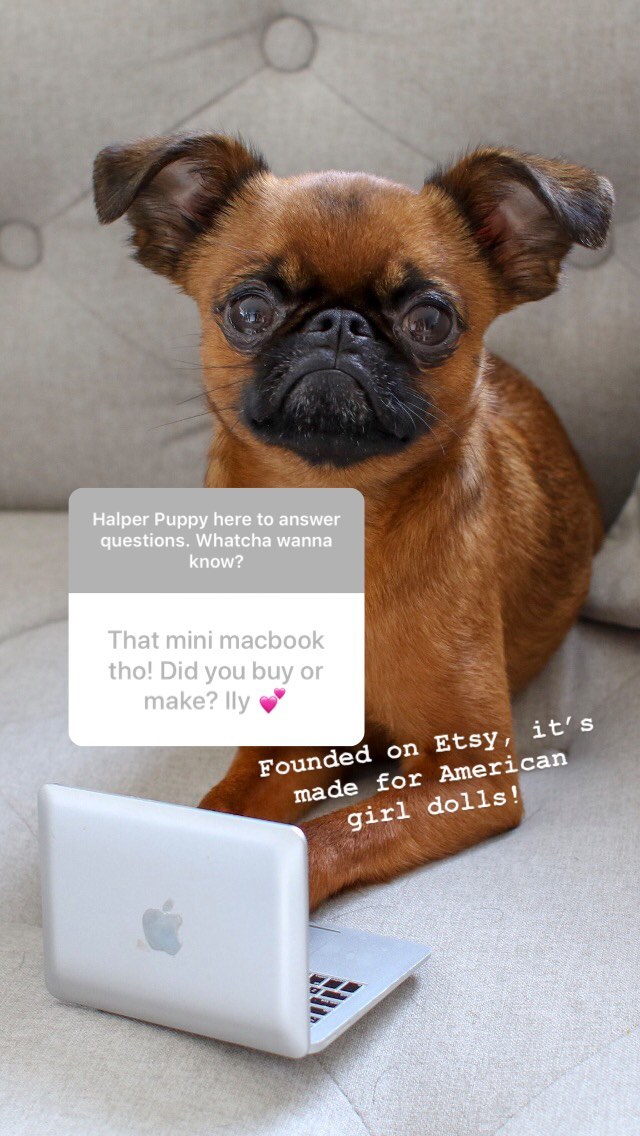 Halper Puppy here to answer
questions. Whatcha wanna
know?
That mini macbook
tho! Did you buy or
make? Ily 💕
Founded on Etsy, it's
made for American
girl dolls!